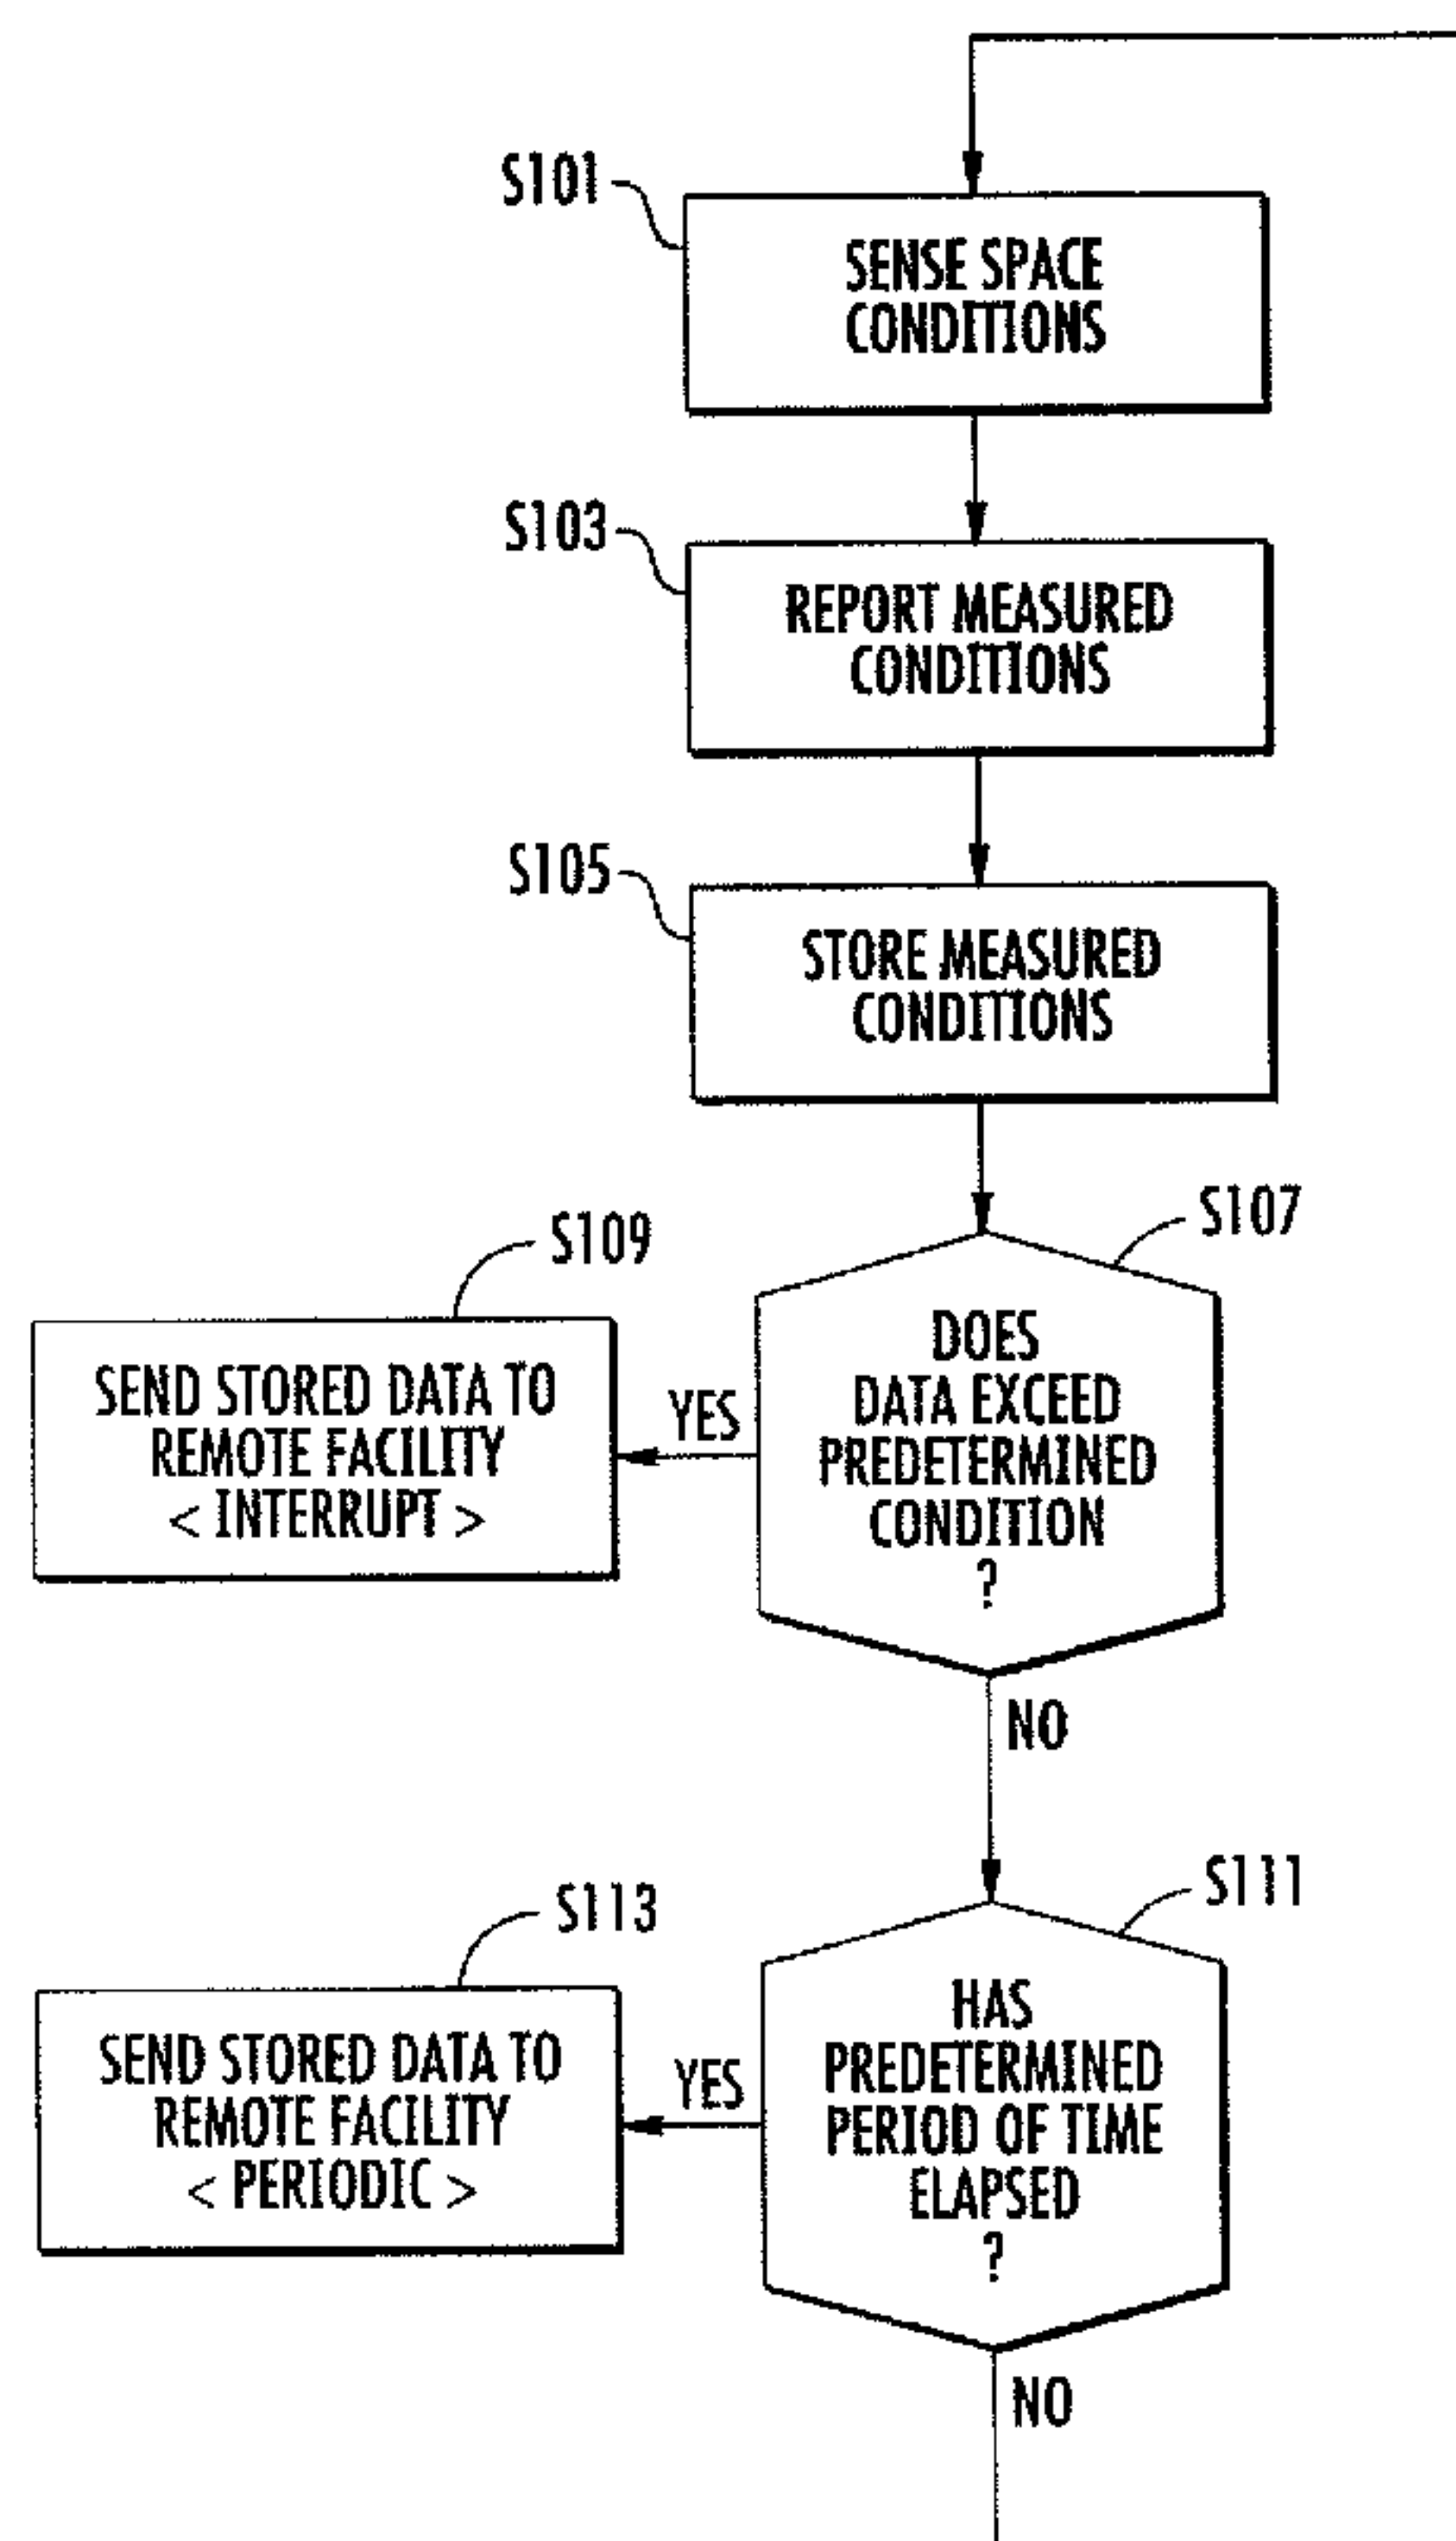 S101
SENSE SPACE
CONDITIONS
S103
REPORT MEASURED
CONDITIONS
S105
STORE MEASURED
CONDITIONS
S107
DOES
DATA EXCEED
PREDETERMINED
CONDITION
?
YES
S109
SEND STORED DATA TO
REMOTE FACILITY
< INTERRUPT >
NO
S111
HAS
PREDETERMINED
PERIOD OF TIME
ELAPSED
?
YES
S113
SEND STORED DATA TO
REMOTE FACILITY
< PERIODIC >
NO